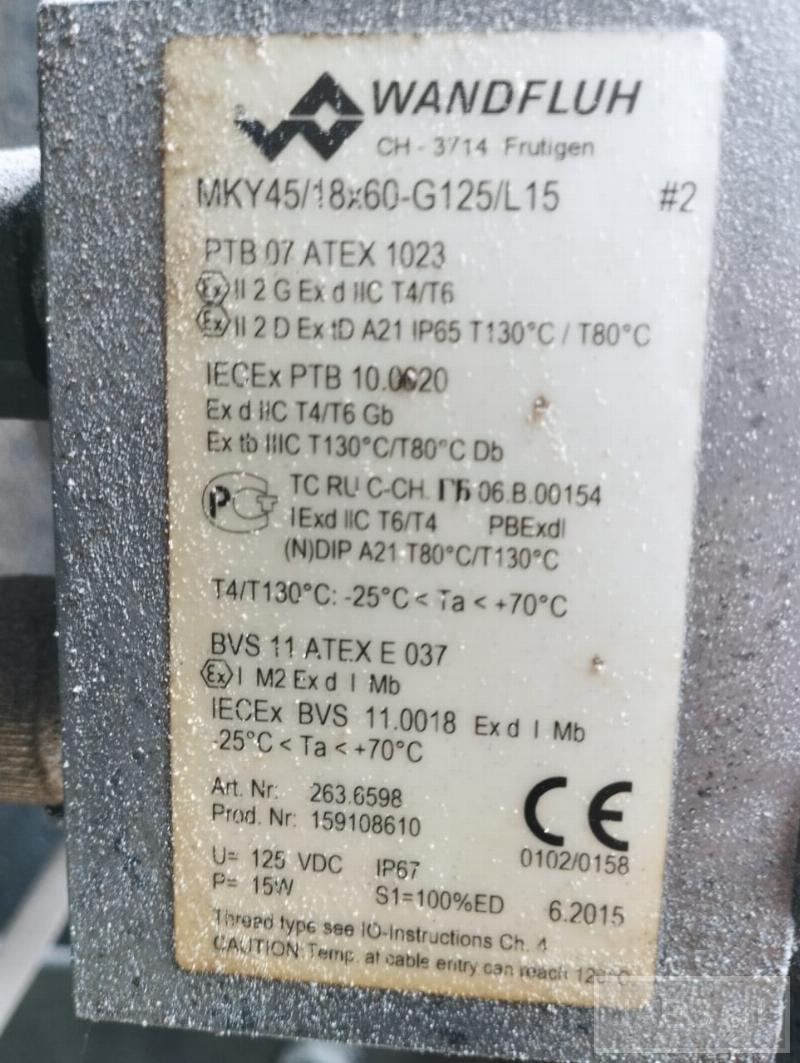 WANDFLUH
CH - 3714 Frutigen
MKY45/18x60-G125/L15 #2
PTB 07 ATEX 1023
Ex II 2 G Ex d IIC T4/T6
Ex II 2 D Ex tD A21 IP65 T130°C / T80°C
IECEx PTB 10.0020
Ex d IIC T4/T6 Gb
Ex tb IIIC T130°C/T80°C Db
TC RU C-CH. ГБ 06.B.00154
1Exd IIC T6/T4 PBExdI
(N)DIP A21 T80°C/T130°C
T4/T130°C: -25°C < Ta < +70°C
BVS 11 ATEX E 037
Ex I M2 Ex d I Mb
IECEx BVS 11.0018 Ex d I Mb
-25°C < Ta < +70°C
Art. Nr: 263.6598
Prod. Nr: 159108610
CE
0102/0158
U= 125 VDC IP67
P= 15W S1=100%ED 6.2015
Thread type see IO-Instructions Ch. 4
CAUTION: Temp. at cable entry can reach